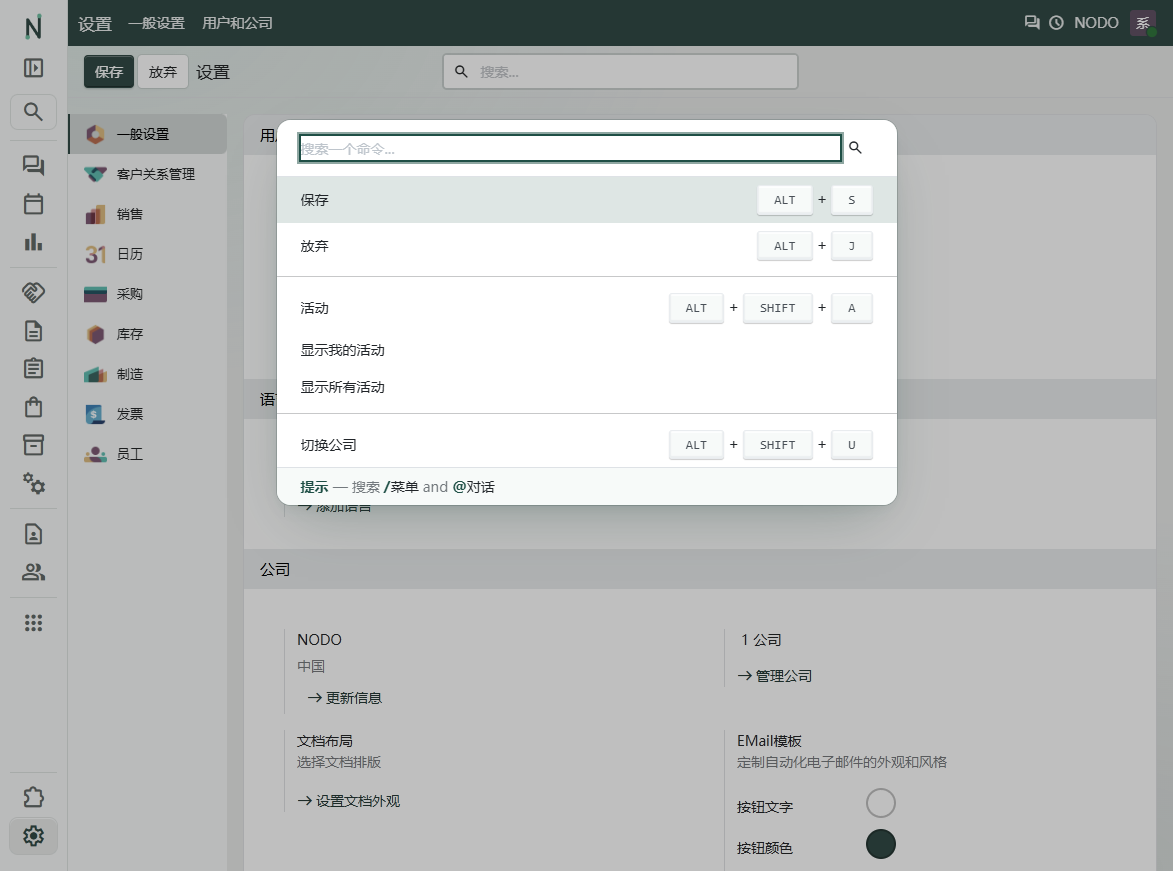 设置 一般设置 用户和公司 NODO 系
保存 放弃 设置 搜索...
一般设置
客户关系管理
销售
31 日历
采购
库存
制造
发票
员工
搜索一个命令...
保存 ALT + S
放弃 ALT + J
活动 ALT + SHIFT + A
显示我的活动
显示所有活动
切换公司 ALT + SHIFT + U
提示 — 搜索 /菜单 and @对话
添加语言
公司
NODO
中国
更新信息
1 公司
管理公司
文档布局
选择文档排版
设置文档外观
EMail模板
定制自动化电子邮件的外观和风格
按钮文字
按钮颜色